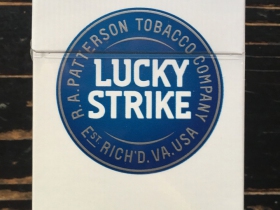 R.A. PATTERSON TOBACCO COMPANY
LUCKY
STRIKE
EST RICH'D. VA. USA